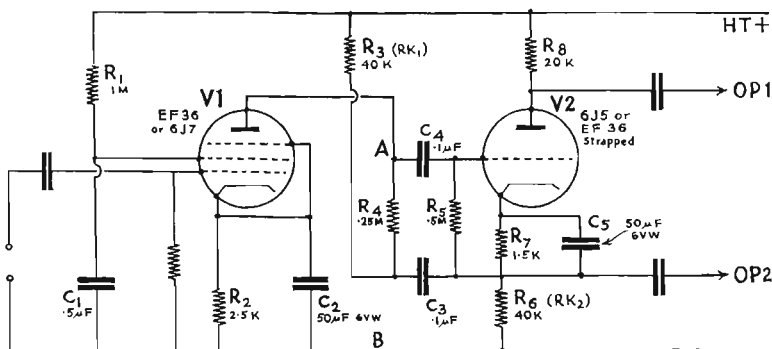 HT+
R1
1M
R3 (RK1)
40K
R8
20K
V1
EF36
or 6J7
V2
6J5 or
EF 36
Strapped
OP1
A
C4
.1µF
R4
.25M
R5
.5M
R7
1.5K
C5
50µF
6VW
OP2
C1
.5µF
R2
2.5K
C2
50µF 6VW
C3
.1µF
R6 (RK2)
40K
B